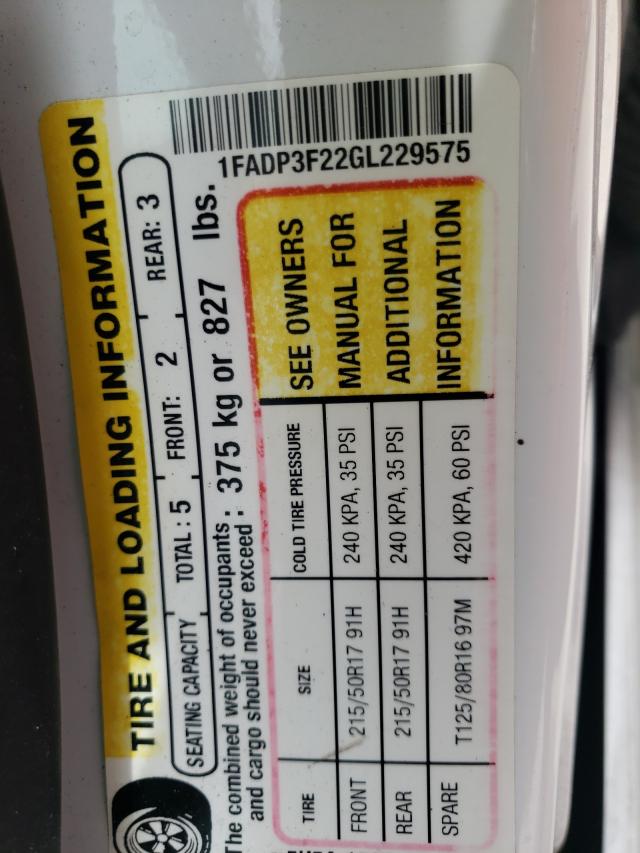 TIRE AND LOADING INFORMATION
SEATING CAPACITY TOTAL : 5 FRONT: 2 REAR: 3
The combined weight of occupants
and cargo should never exceed : 375 kg or 827 lbs.
TIRE SIZE COLD TIRE PRESSURE
FRONT 215/50R17 91H 240 KPA, 35 PSI
REAR 215/50R17 91H 240 KPA, 35 PSI
SPARE T125/80R16 97M 420 KPA, 60 PSI
SEE OWNERS
MANUAL FOR
ADDITIONAL
INFORMATION
1FADP3F22GL229575